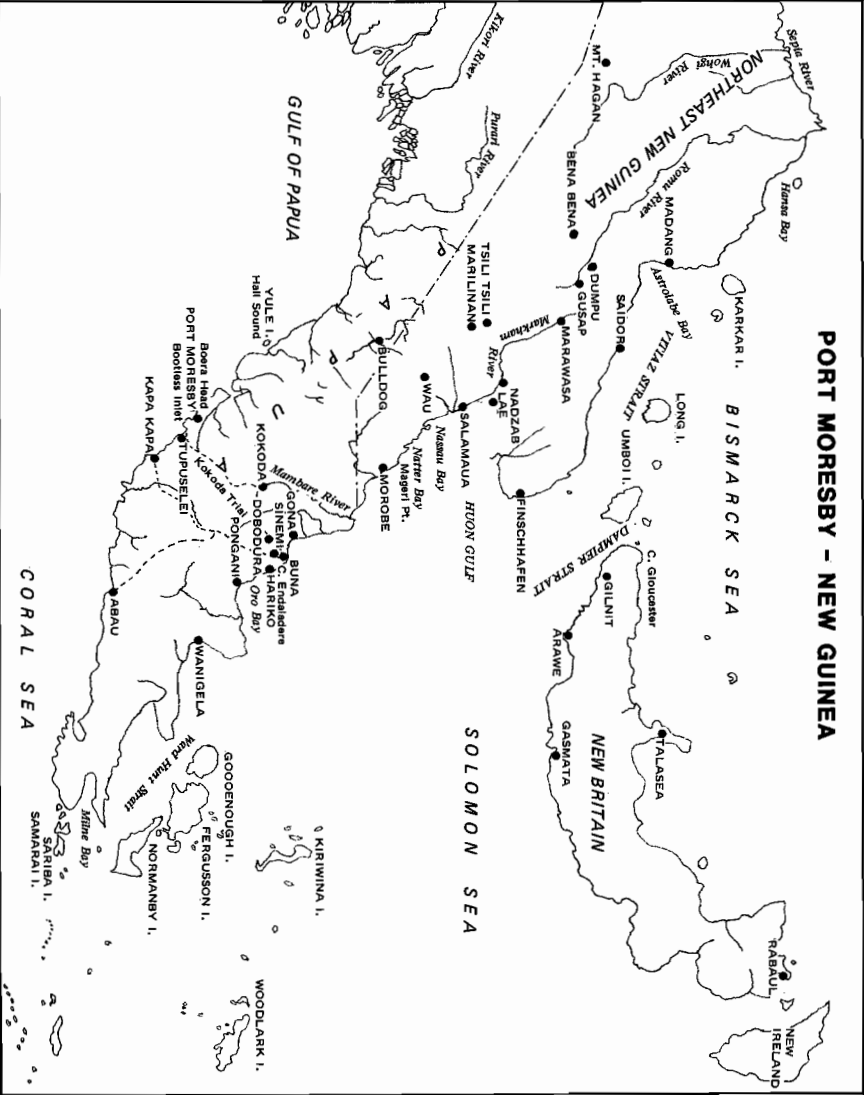 PORT MORESBY – NEW GUINEA
Sepia River
Hansa Bay
NORTHEAST NEW GUINEA
Wohgi
River
MT. HAGAN
BENA BENA
Romu
River
MADANG
Astrolabe Bay
KARKAR I.
BISMARCK SEA
LONG I.
VITIAZ STRAIT
UMBOI I.
DAMPIER STRAIT
C. Gloucester
GILNIT
ARAWE
TALASEA
GASMATA
NEW BRITAIN
RABAUL
NEW
IRELAND
SAIDOR
DUMPU
GUSAP
MARAWASA
Markham
River
TSILI TSILI
MARILINAN
NADZAB
LAE
FINSCHHAFEN
HUON GULF
SALAMAUA
WAU
Nassau Bay
Natter Bay
Mageri Pt.
MOROBE
BULLDOG
SOLOMON SEA
Kikori River
Purari
River
GULF OF PAPUA
PAPUA
YULE I.
Hall Sound
Boera Head
PORT MORESBY
Bootless Inlet
TUPUSELEI
KAPA KAPA
KOKODA
Kokoda Trial
Mambare River
GONA
SINEMI
DOBODURA
BUNA
C. Endaiadere
HARIKO
Oro Bay
PONGANI
WANIGELA
ABAU
CORAL SEA
Ward Hunt Strait
GOODENOUGH I.
FERGUSSON I.
NORMANBY I.
KIRIWINA I.
WOODLARK I.
Milne Bay
SARIBA I.
SAMARAI I.